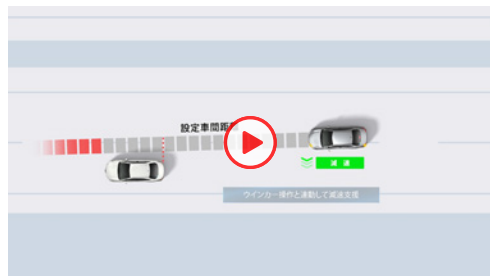 設定車間距離
減速
ウインカー操作と連動して減速支援